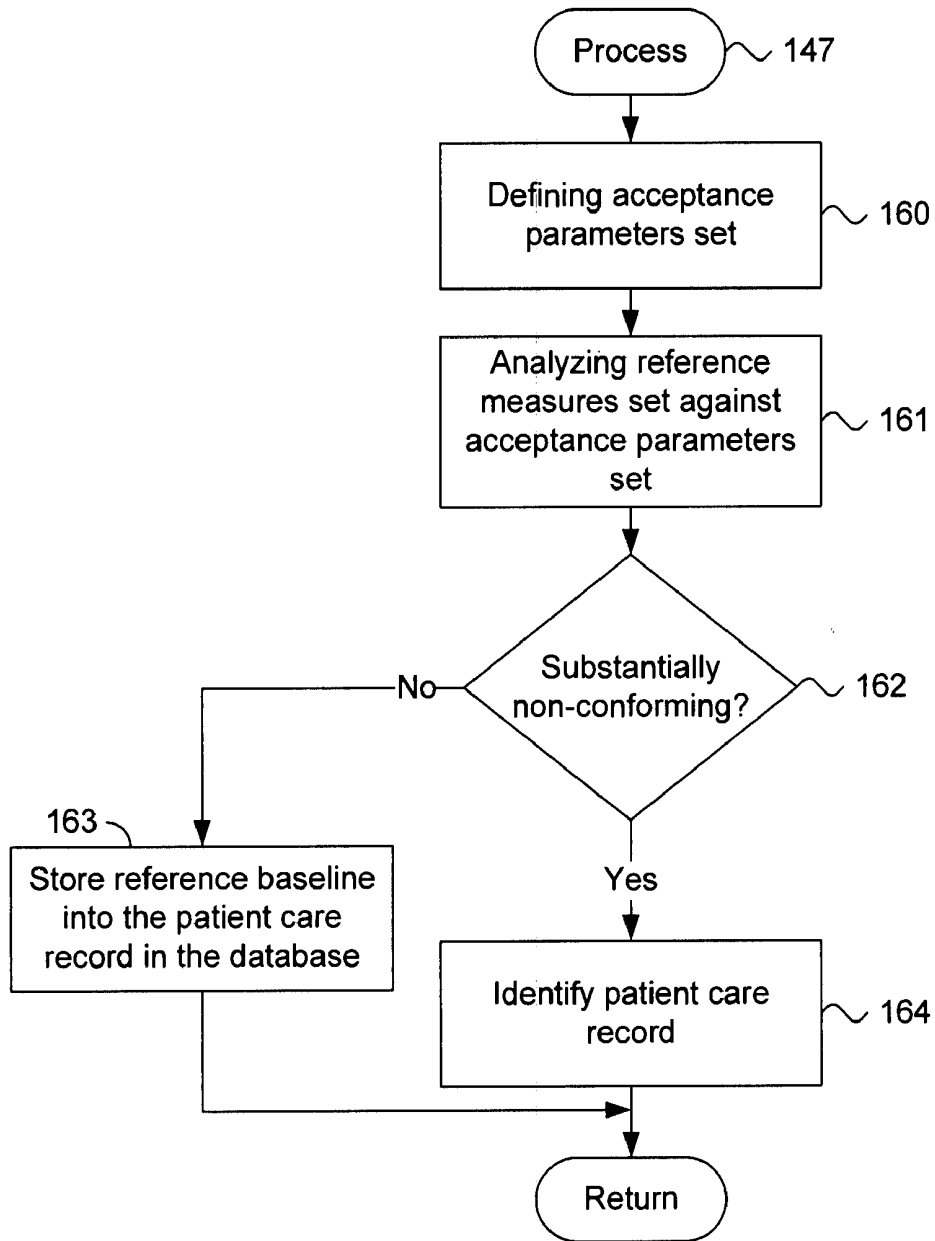 Process
147
Defining acceptance
parameters set
160
Analyzing reference
measures set against
acceptance parameters
set
161
Substantially
non-conforming?
162
No
Yes
163
Store reference baseline
into the patient care
record in the database
Identify patient care
record
164
Return